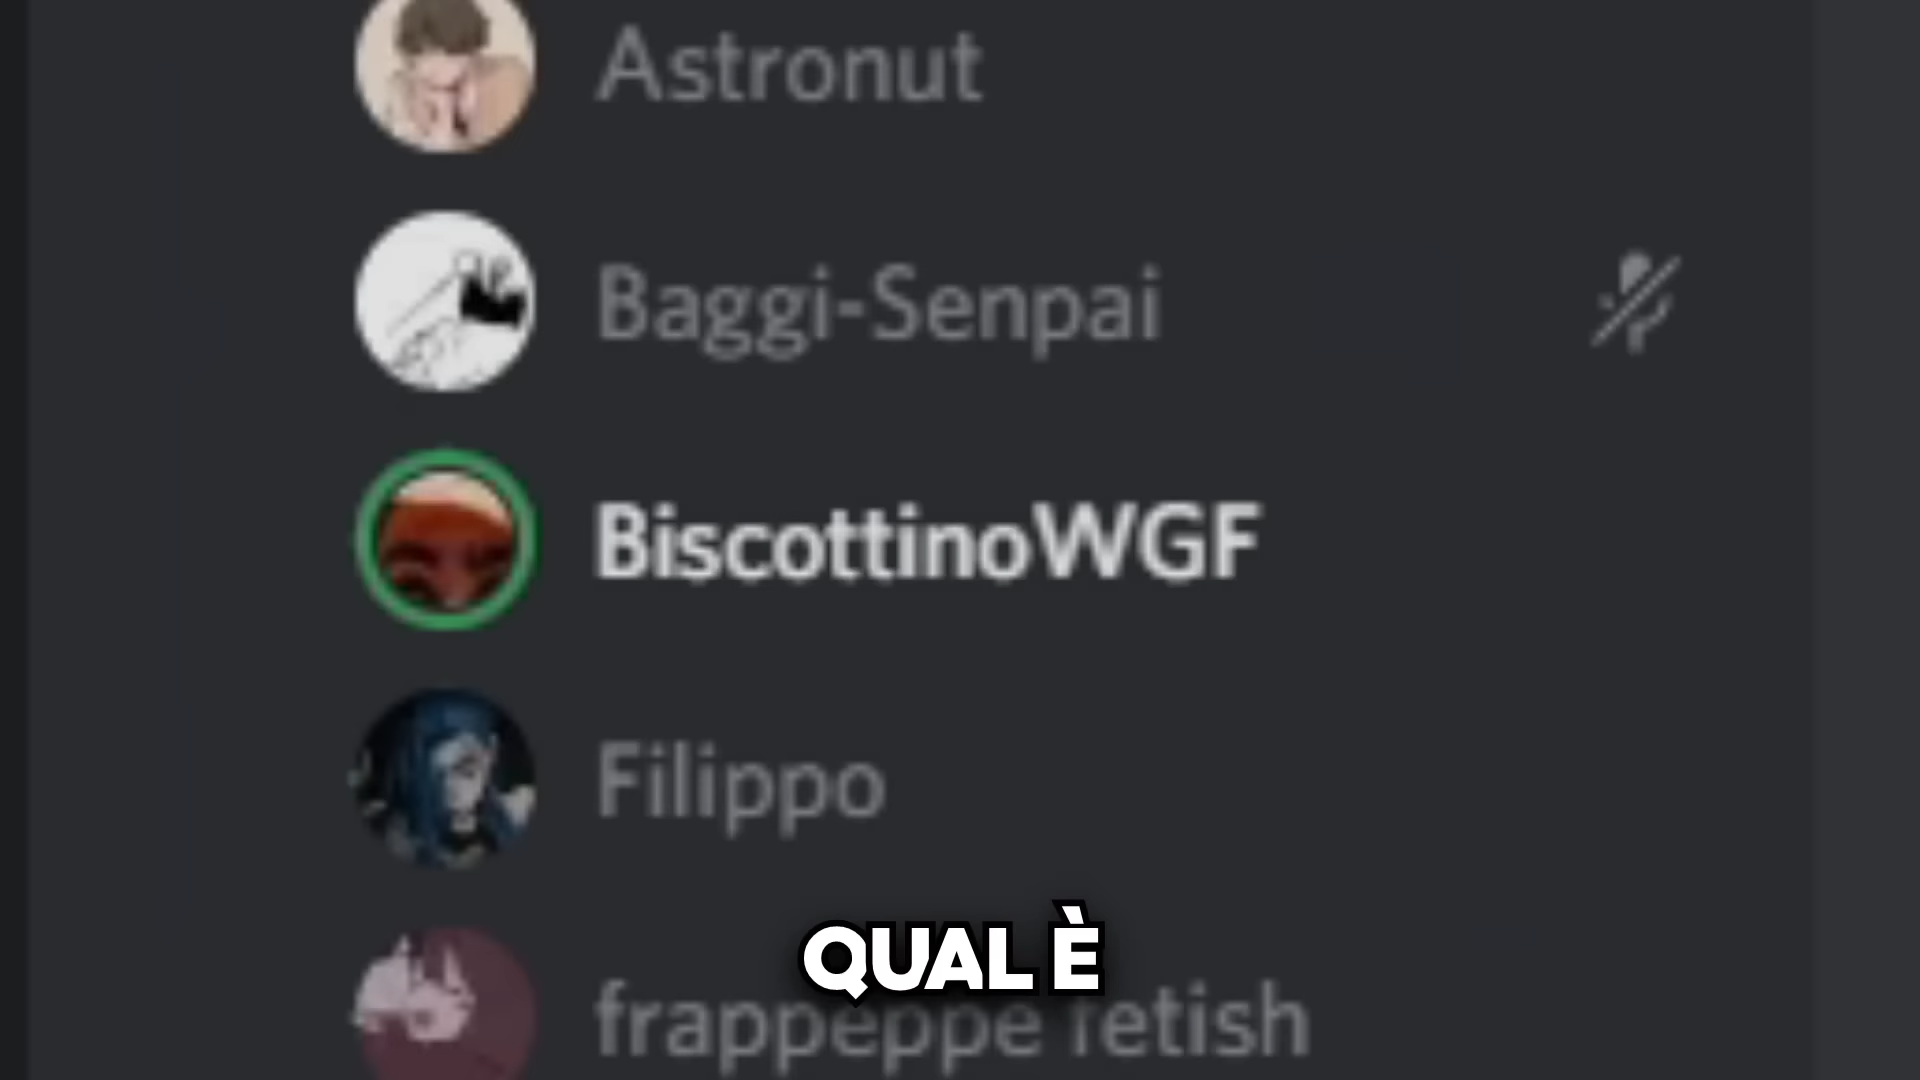 Astronut
Baggi-Senpai
BiscottinoWGF
Filippo
QUAL È
frappeppe fetish